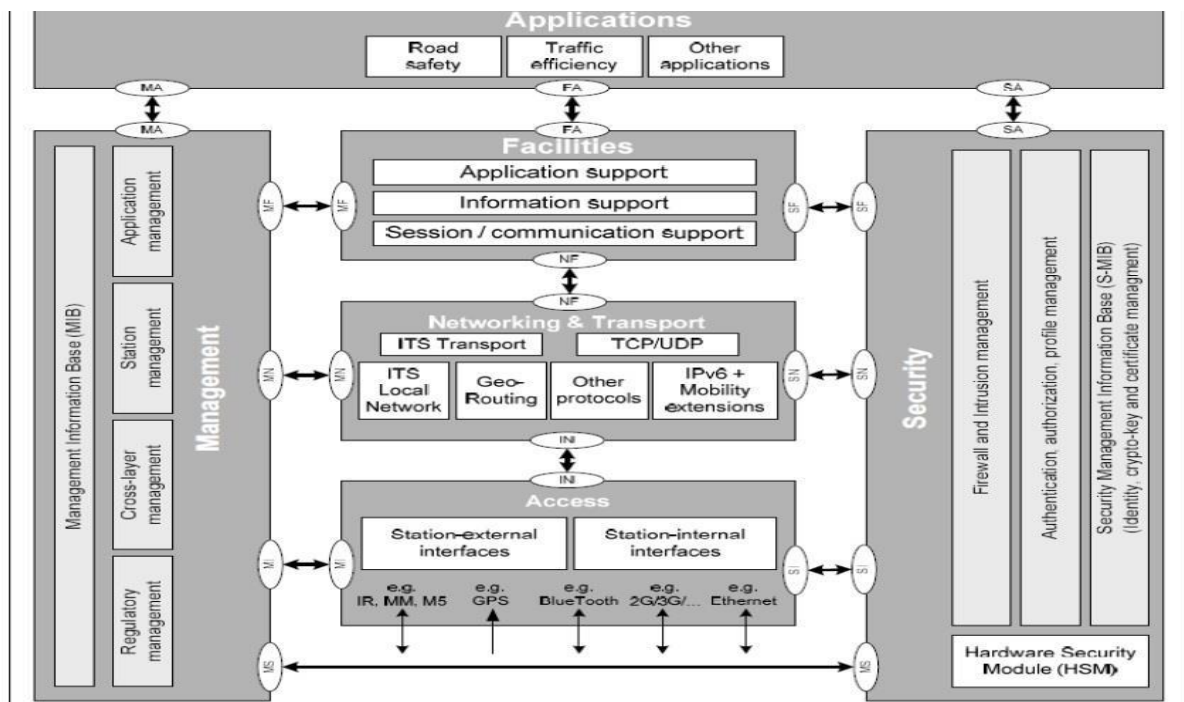 Applications
Road
safety
Traffic
efficiency
Other
applications
MA
FA
SA
MA
FA
SA
Management Information Base (MIB)
Application
management
Station
management
Cross-layer
management
Regulatory
management
Management
MF
MN
MI
MS
Facilities
Application support
Information support
Session / communication support
MF
SF
NF
NF
Networking & Transport
ITS Transport
TCP/UDP
ITS
Local
Network
Geo-
Routing
Other
protocols
IPv6 +
Mobility
extensions
MN
SN
INI
INI
Access
Station-external
interfaces
Station-internal
interfaces
MI
SI
e.g.
IR, MM, M5
e.g.
GPS
e.g.
BlueTooth
e.g.
2G/3G/...
e.g.
Ethernet
SF
SN
SI
MS
Security
Firewall and Intrusion management
Authentication, authorization, profile management
Security Management Information Base (S-MIB)
(Identity, crypto-key and certificate managment)
Hardware Security
Module (HSM)